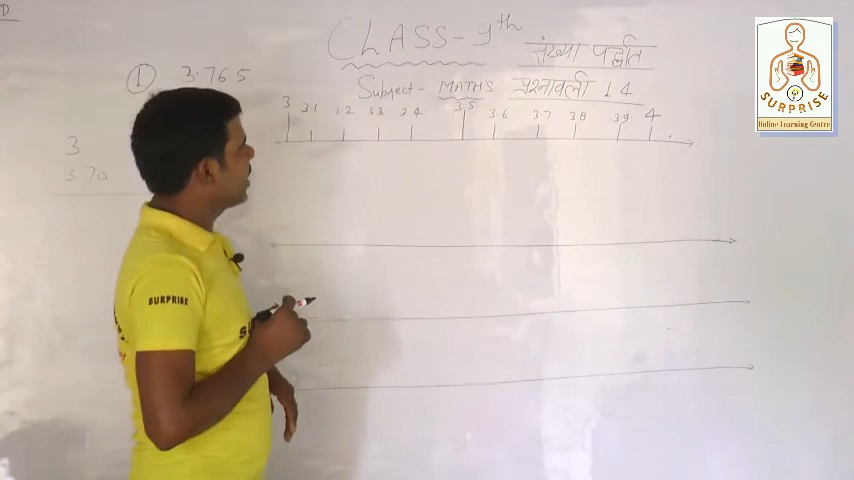 D
CLASS - 9th
संख्या पद्धति
① 3.765
Subject - MATHS प्रश्नावली 1.4
3 3.1 3.2 3.3 2.4 3.5 3.6 3.7 3.8 3.9 4
3
3.70
SURPRISE
SURPRISE
Online Learning Centre